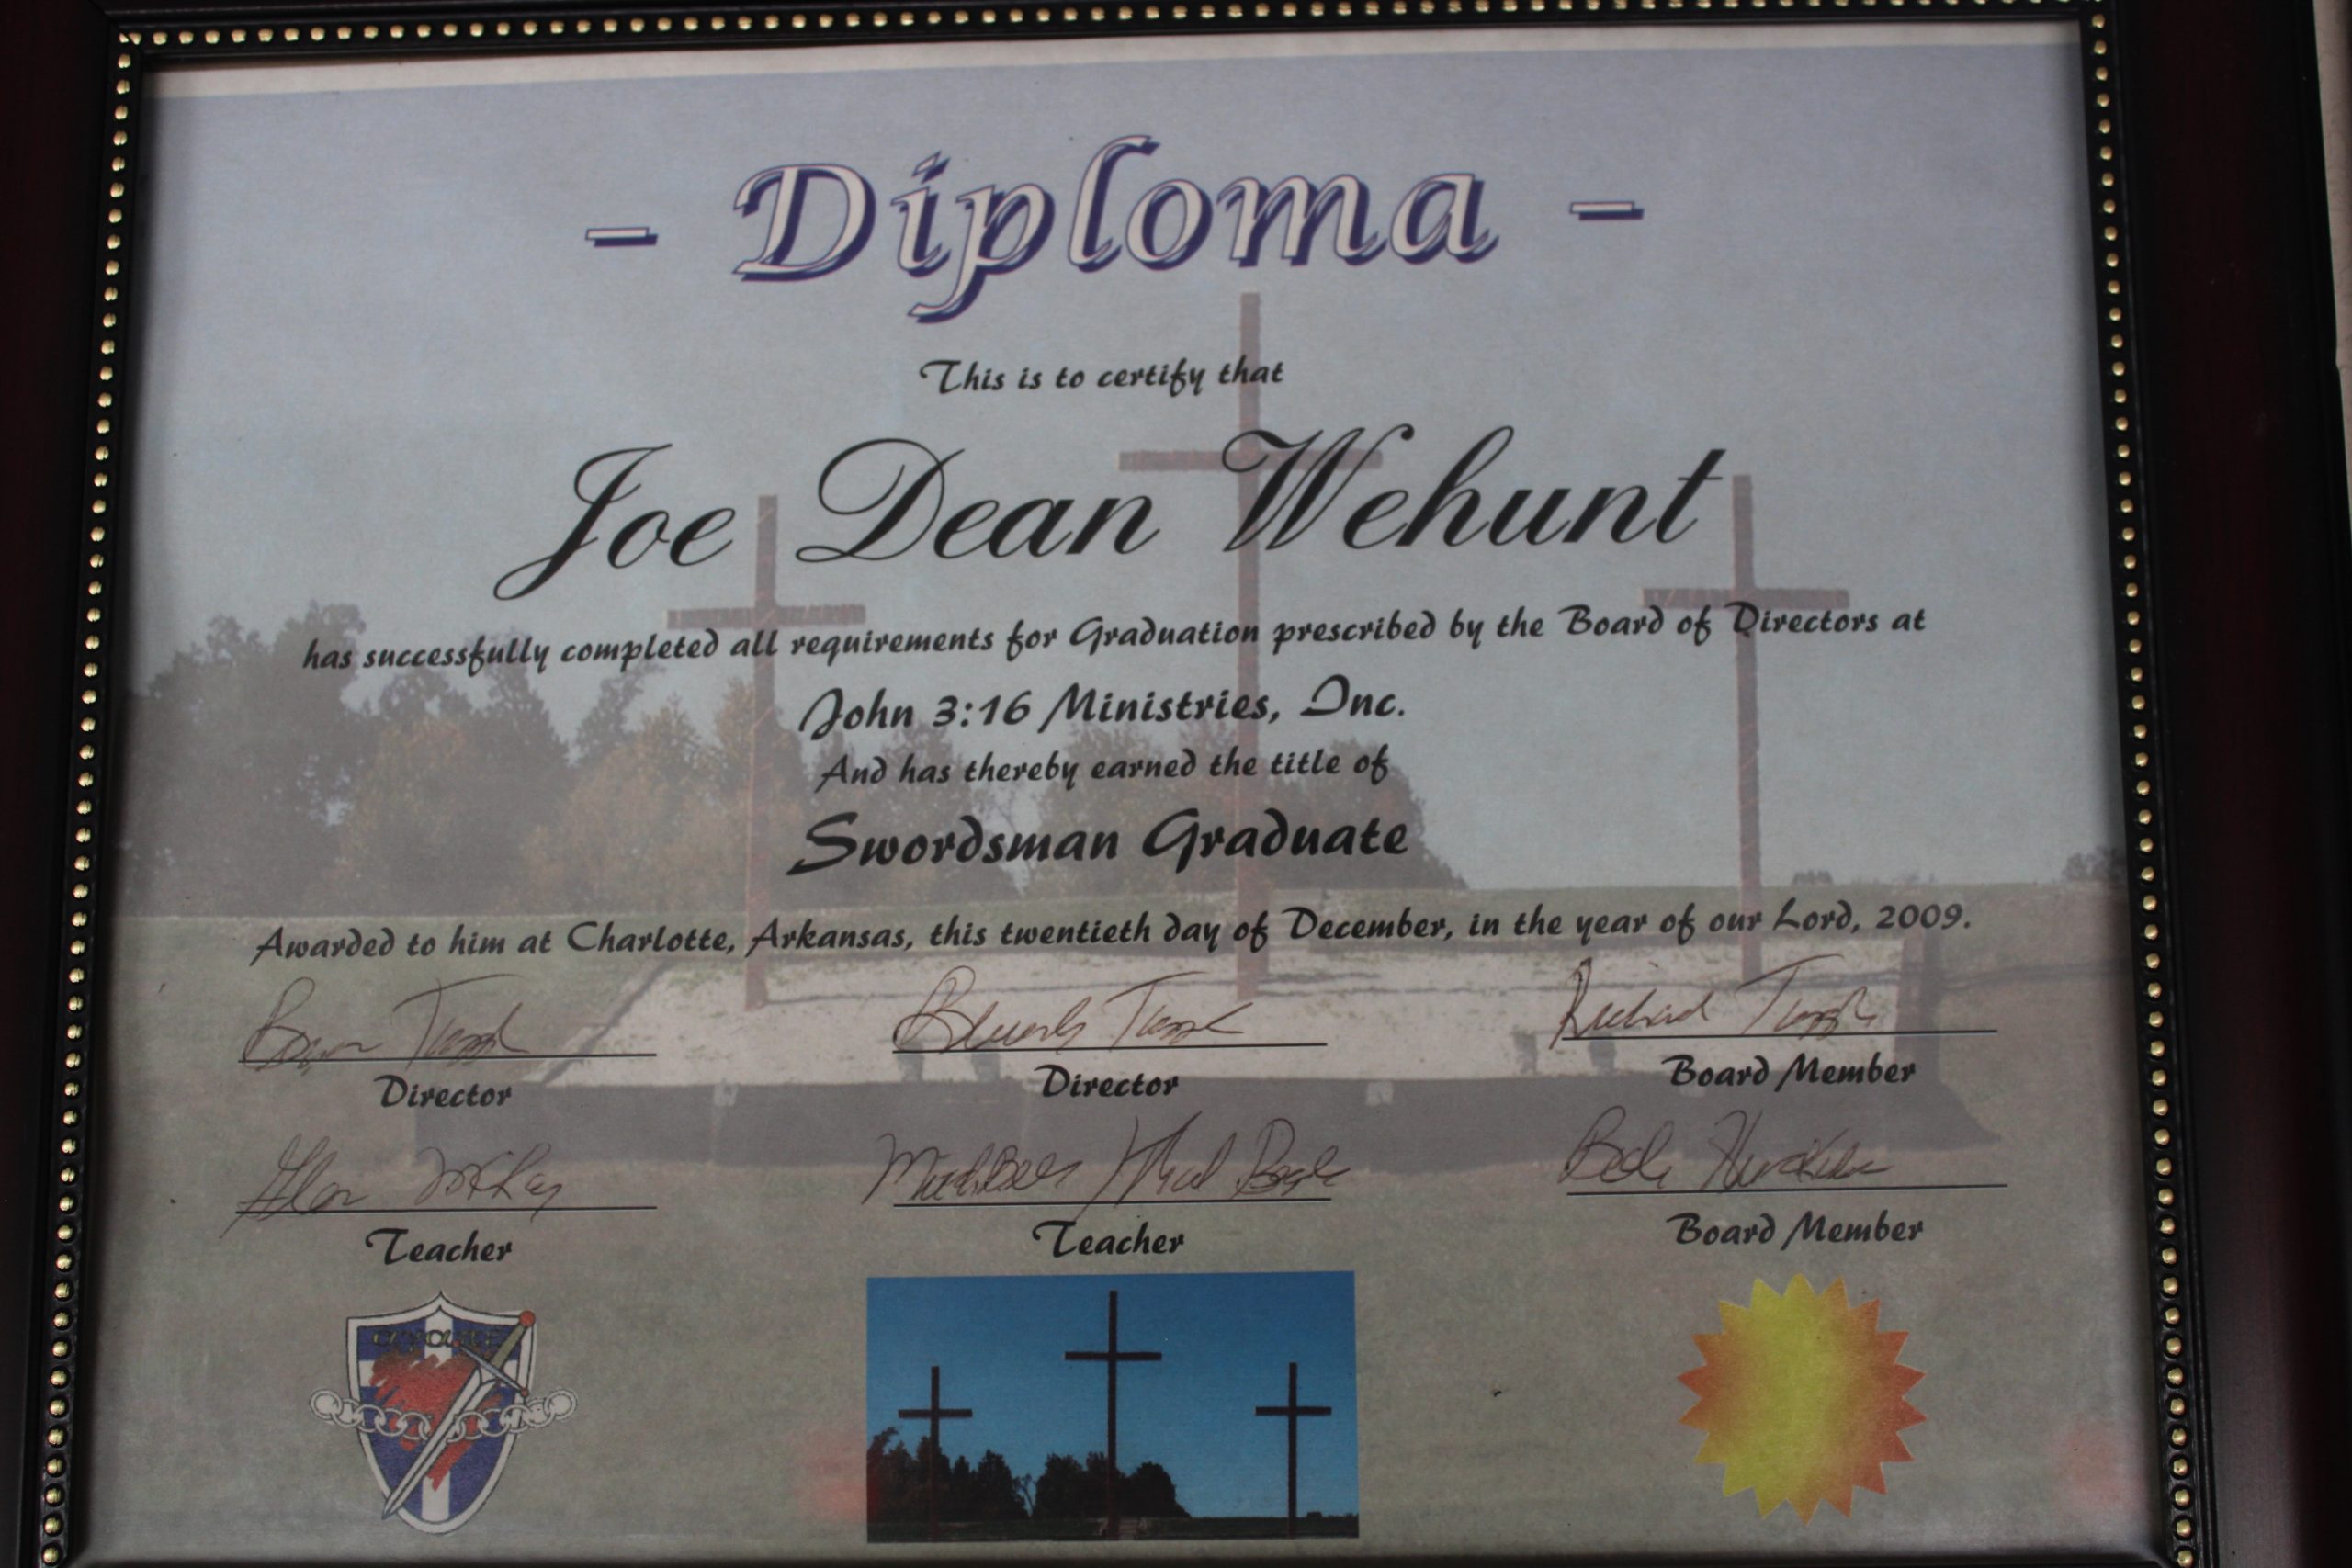 - Diploma -
This is to certify that
Joe Dean Wehunt
has successfully completed all requirements for Graduation prescribed by the Board of Directors at
John 3:16 Ministries, Inc.
And has thereby earned the title of
Swordsman Graduate
Awarded to him at Charlotte, Arkansas, this twentieth day of December, in the year of our Lord, 2009.
Richard
Director Director Board Member
Teacher Teacher Board Member